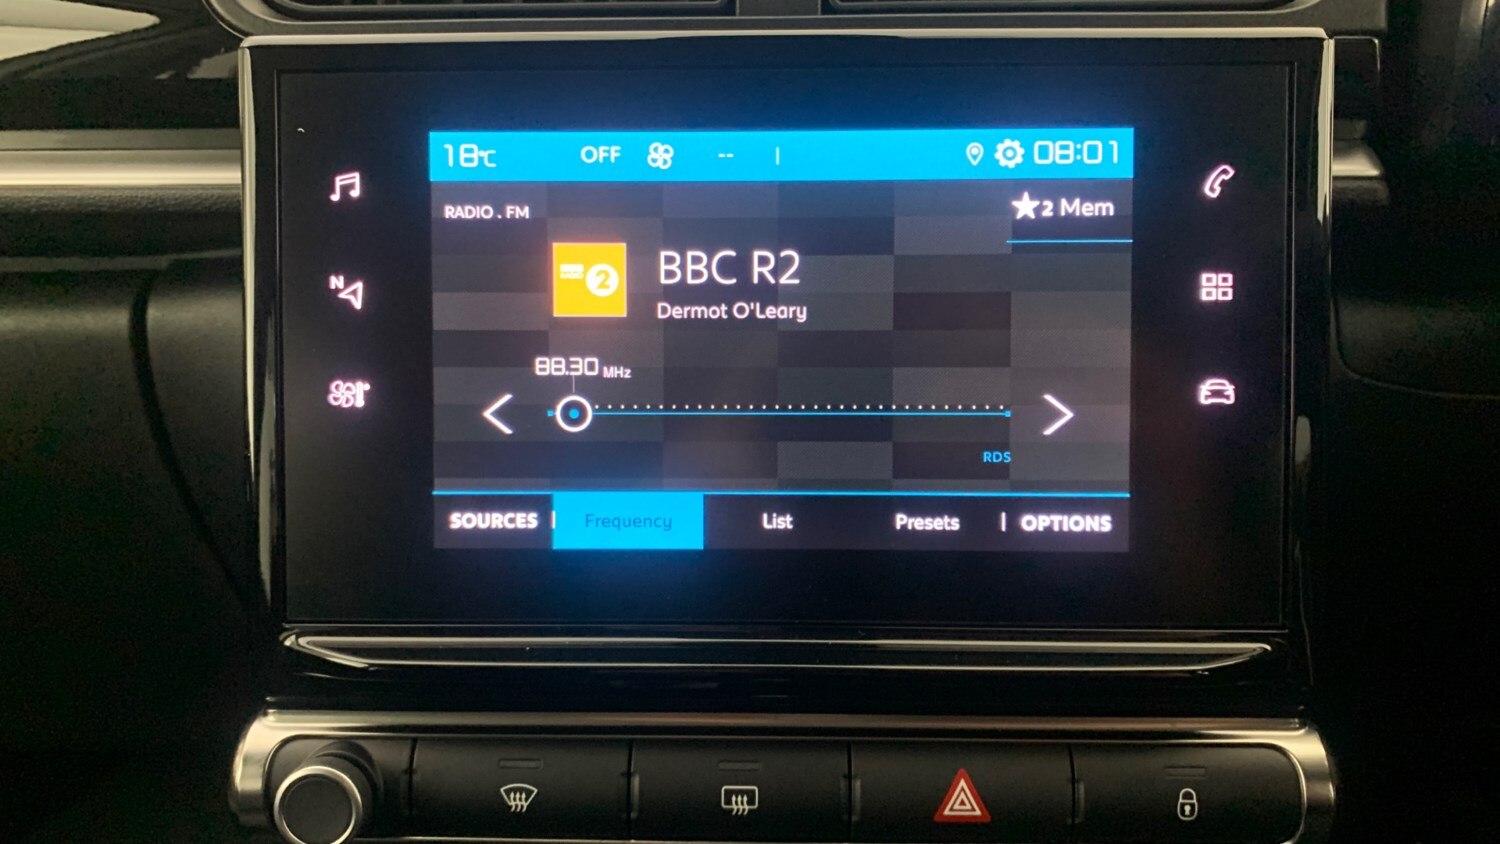 18°C OFF -- 08:01
RADIO . FM
2 Mem
2
BBC R2
Dermot O'Leary
88.30 MHz
N
RDS
SOURCES Frequency List Presets OPTIONS